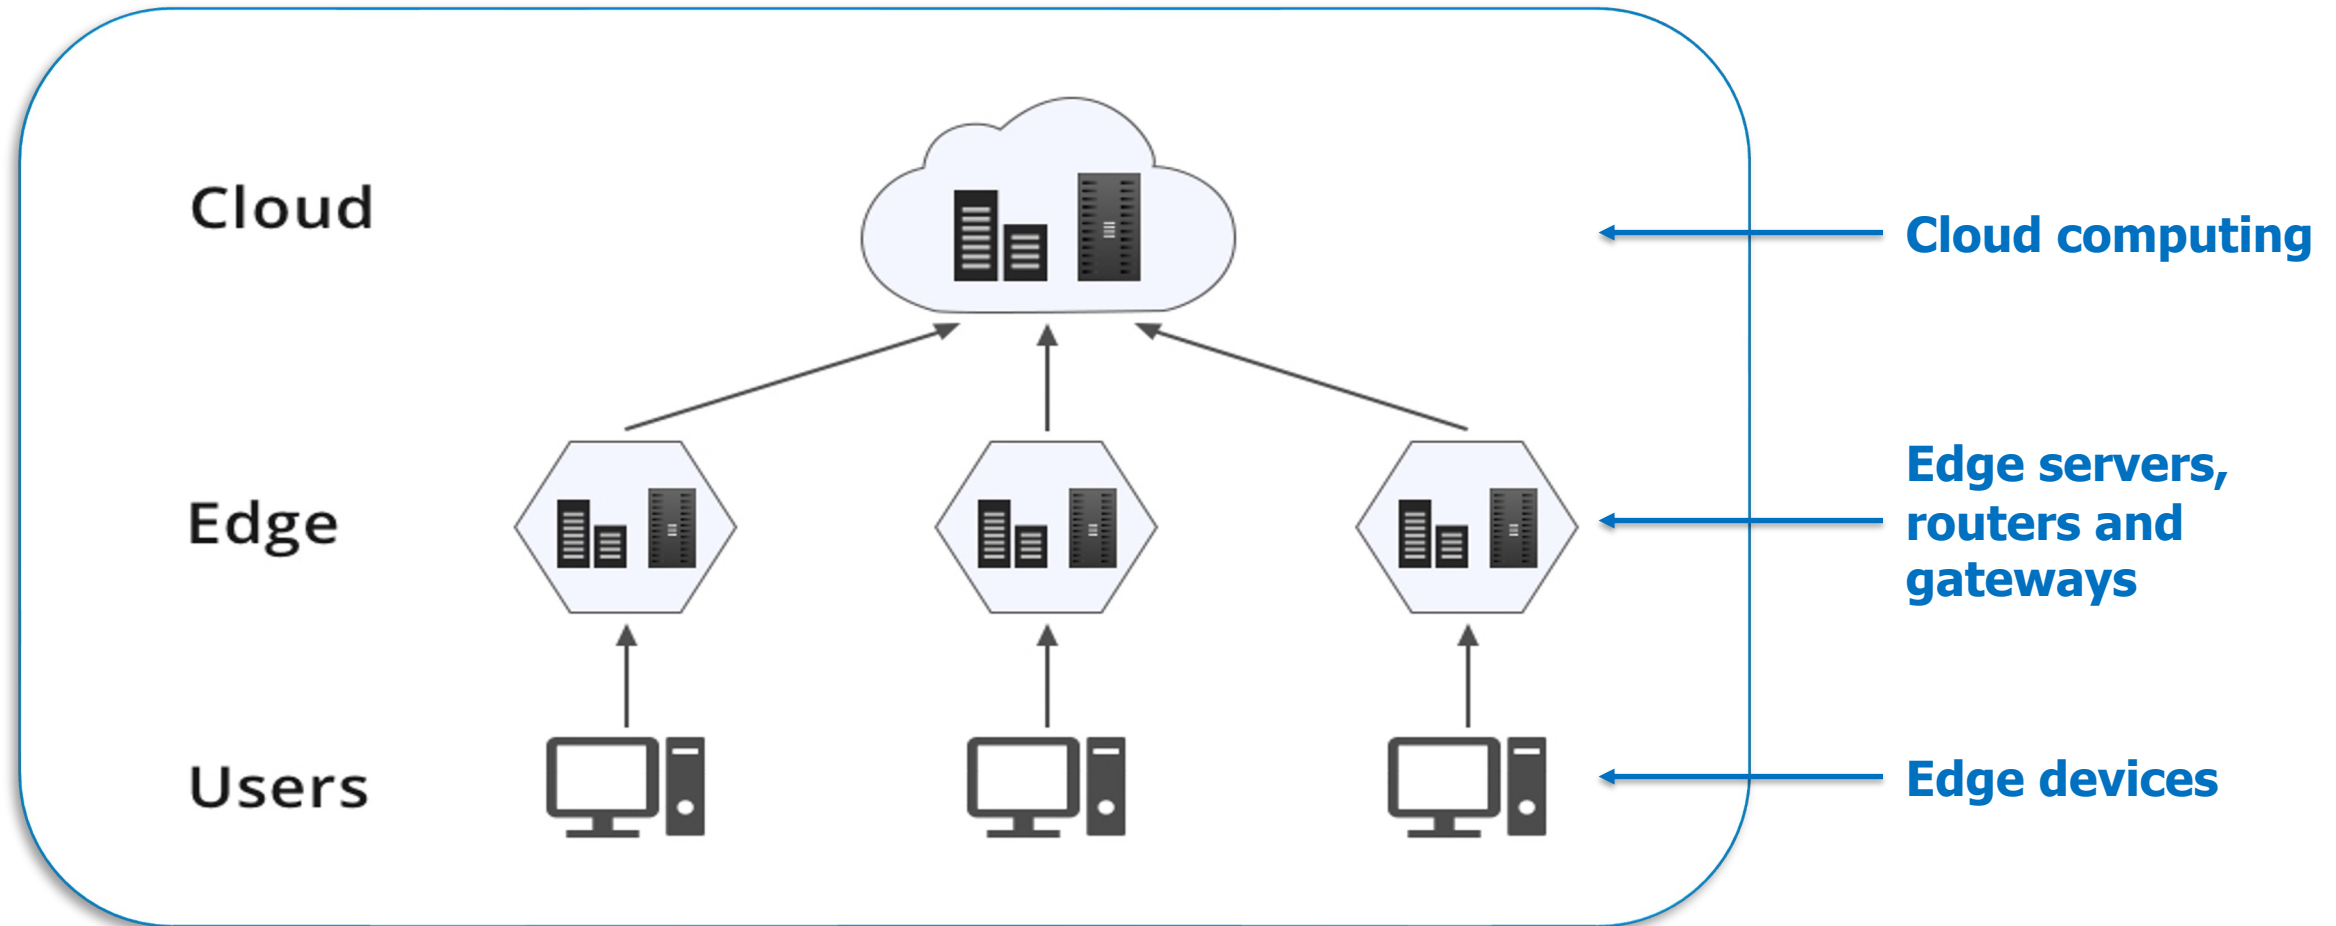 Cloud
Cloud computing
Edge
Edge servers,
routers and
gateways
Users
Edge devices